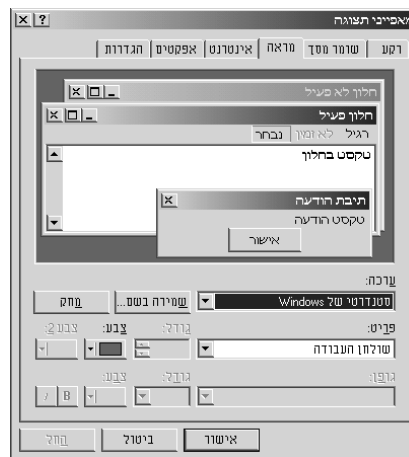 מאפייני תצוגה
רקע שומר מסך מראה אינטרנט אפקטים הגדרות
חלון לא פעיל
חלון פעיל
רגיל לא זמין נבחר
טקסט בחלון
תיבת הודעה
טקסט הודעה
אישור
ערכה:
סטנדרטי של Windows שמירה בשם... מחק
פריט: גודל: צבע: צבע 2:
שולחן העבודה
גופן: גודל: צבע:
B /
אישור ביטול החל